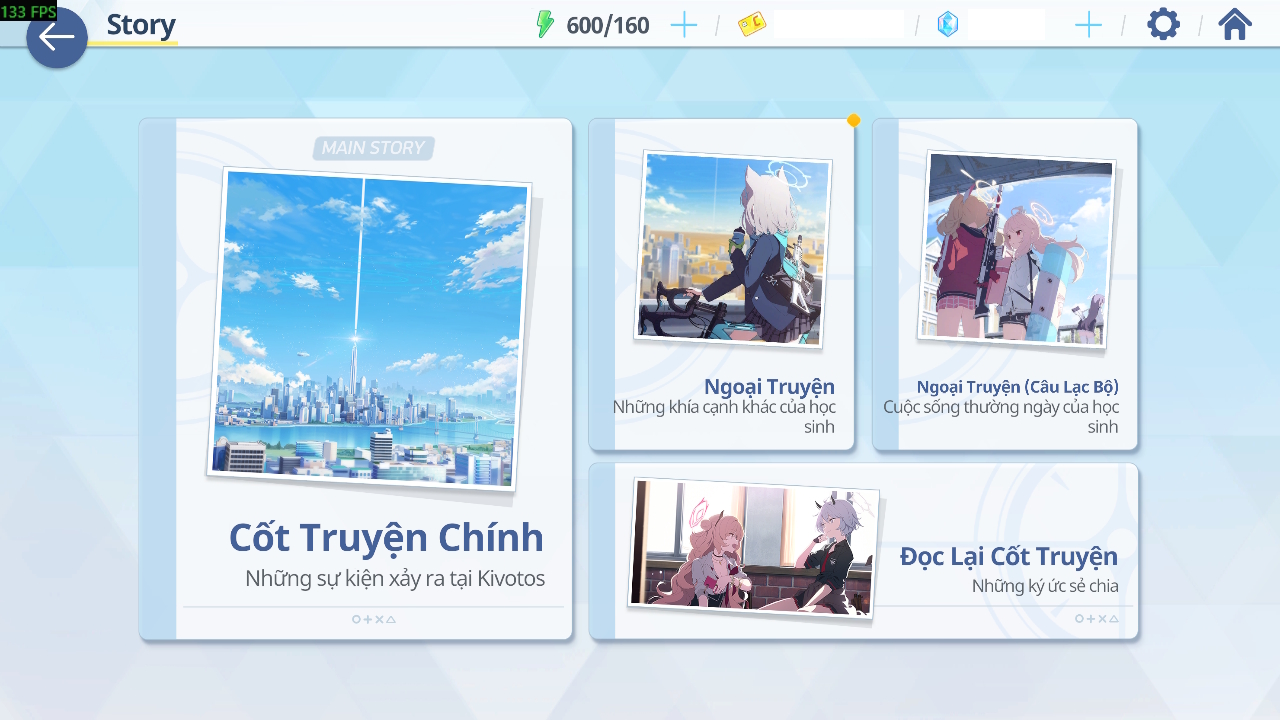 133 FPS
Story
600/160
MAIN STORY
Cốt Truyện Chính
Những sự kiện xảy ra tại Kivotos
Ngoại Truyện
Những khía cạnh khác của học
sinh
Ngoại Truyện (Câu Lạc Bộ)
Cuộc sống thường ngày của học
sinh
Đọc Lại Cốt Truyện
Những ký ức sẻ chia